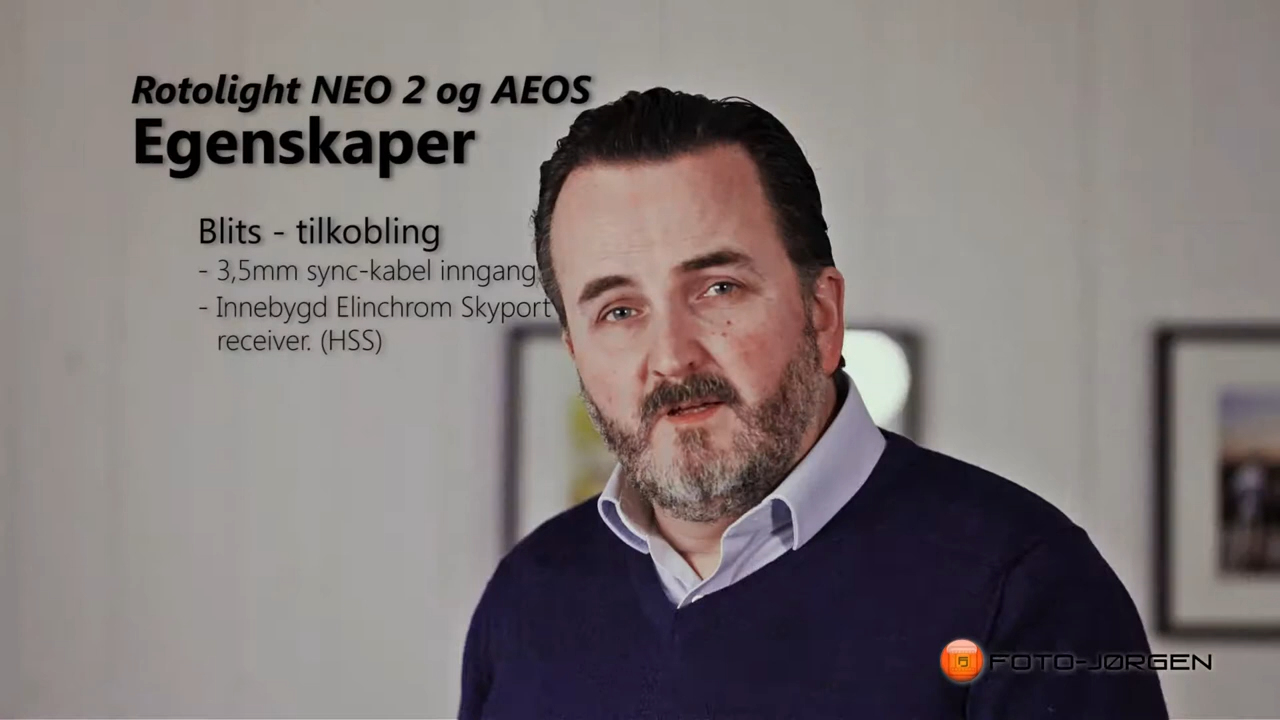 Rotolight NEO 2 og AEOS
Egenskaper
Blits - tilkobling
- 3,5mm sync-kabel inngang
- Innebygd Elinchrom Skyport
receiver. (HSS)
FOTO-JØRGEN